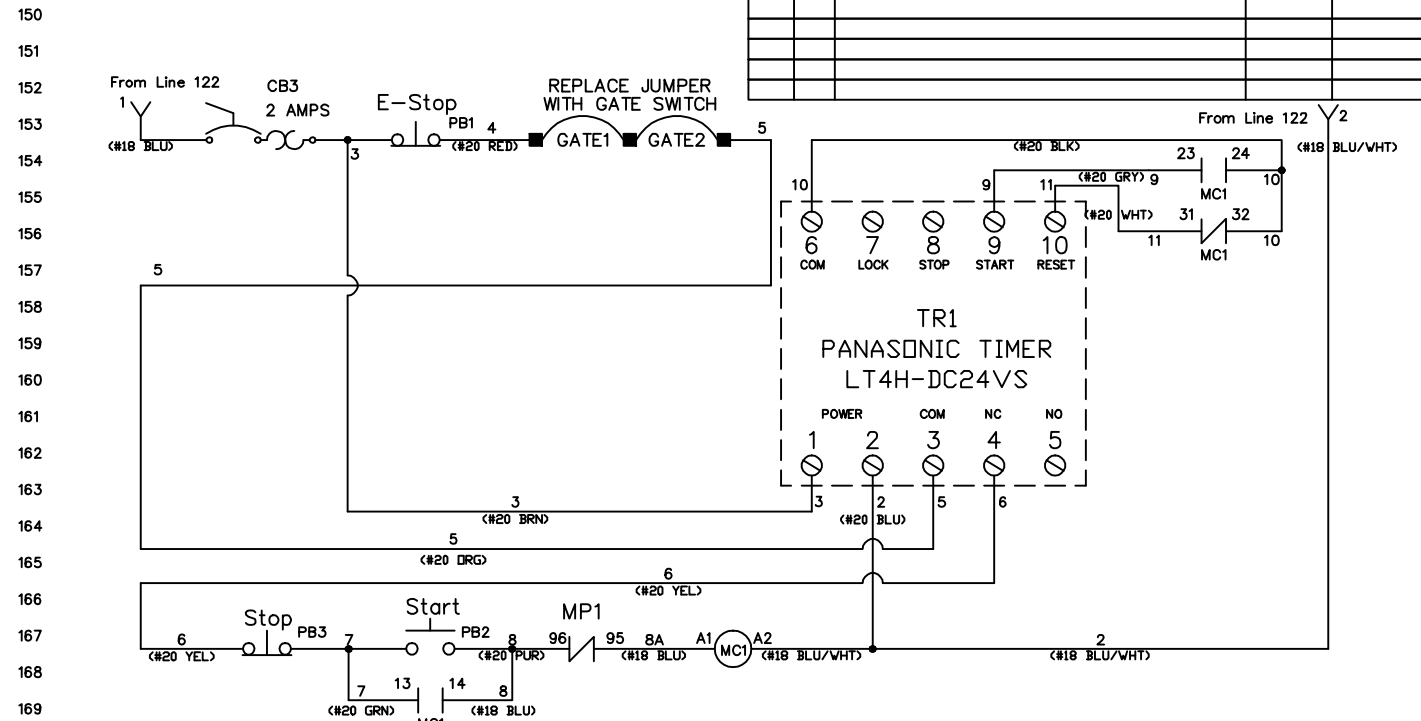 150
151
152
153
154
155
156
157
158
159
160
161
162
163
164
165
166
167
168
169
From Line 122
1
CB3
2 AMPS
(#18 BLU)
3
E-Stop
PB1
4
(#20 RED)
REPLACE JUMPER
WITH GATE SWITCH
GATE1
GATE2
5
From Line 122
2
(#20 BLK)
(#18 BLU/WHT)
23
24
(#20 GRY)
9
10
MC1
10
9
11
(#20 WHT)
31
32
11
10
MC1
6
7
8
9
10
COM
LOCK
STOP
START
RESET
5
TR1
PANASONIC TIMER
LT4H-DC24VS
POWER
COM
NC
NO
1
2
3
4
5
3
2
5
6
3
(#20 BRN)
(#20 BLU)
5
(#20 ORG)
6
(#20 YEL)
Stop
PB3
6
(#20 YEL)
7
Start
PB2
8
(#20 PUR)
MP1
96
95
8A
(#18 BLU)
A1
MC1
A2
(#18 BLU/WHT)
2
(#18 BLU/WHT)
7
(#20 GRN)
13
14
8
(#18 BLU)
MC1